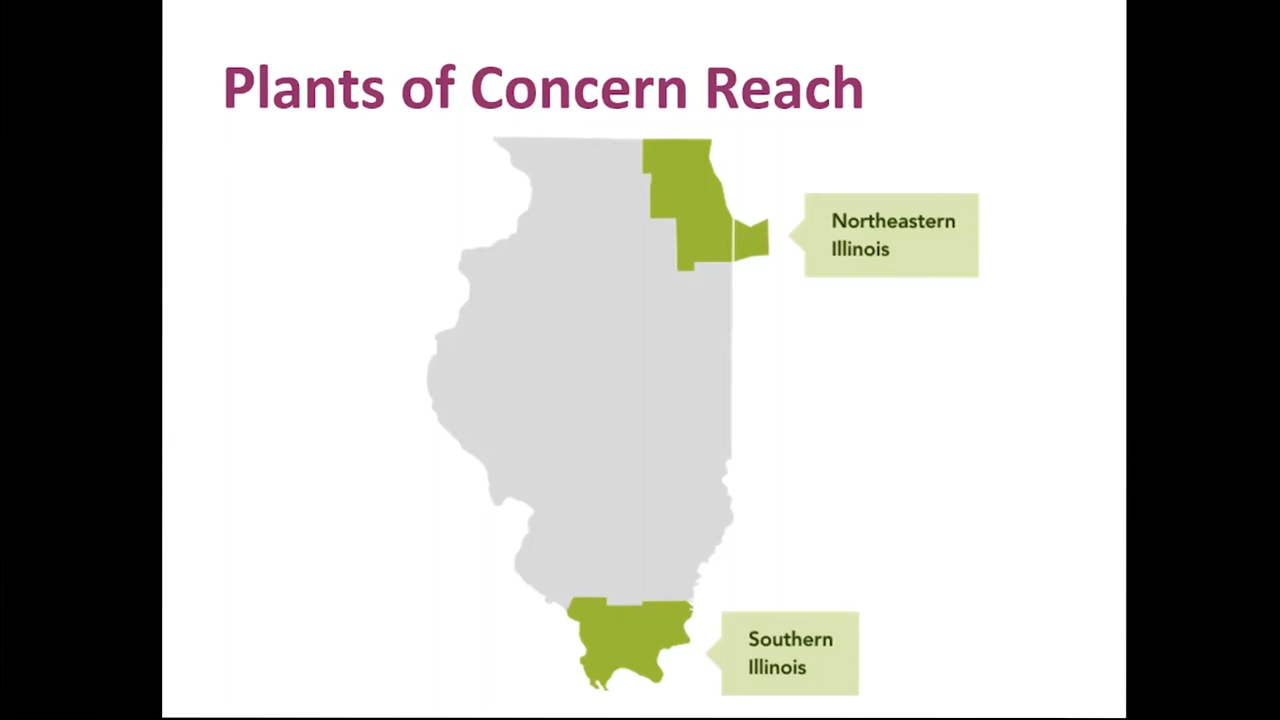 Plants of Concern Reach
Northeastern
Illinois
Southern
Illinois